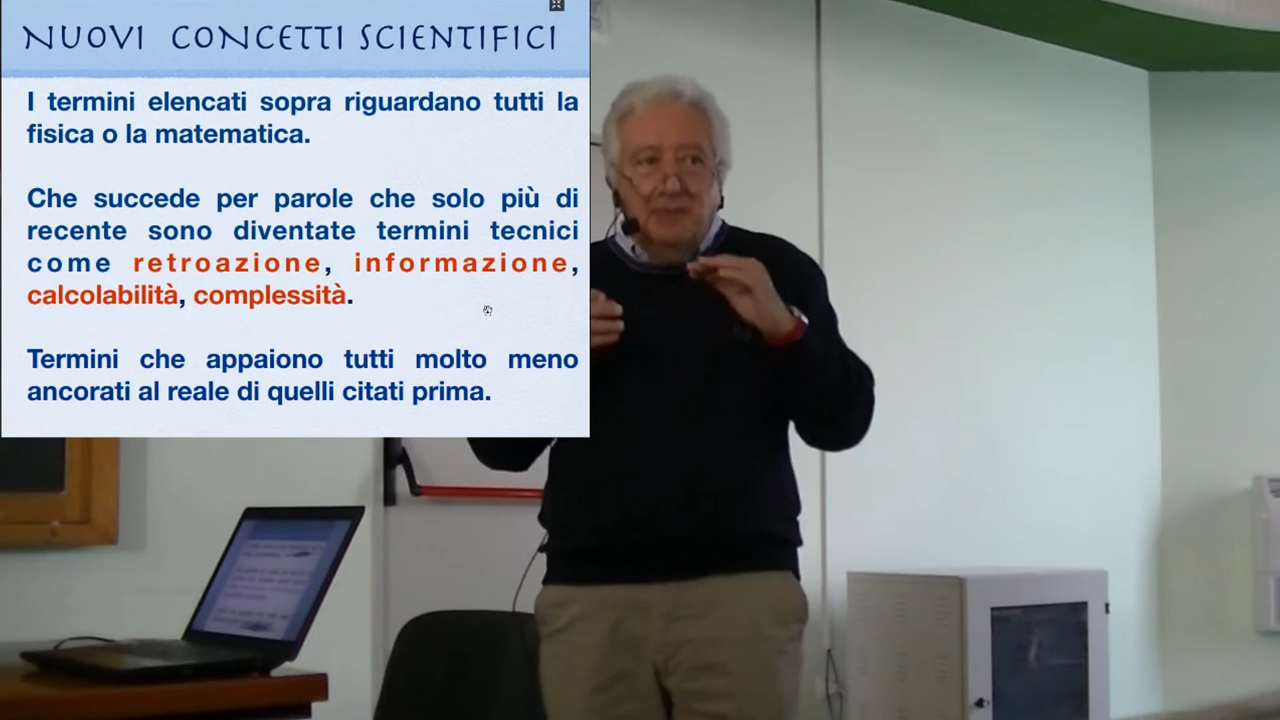 NUOVI CONCETTI SCIENTIFICI
I termini elencati sopra riguardano tutti la
fisica o la matematica.
Che succede per parole che solo più di
recente sono diventate termini tecnici
come retroazione, informazione,
calcolabilità, complessità.
Termini che appaiono tutti molto meno
ancorati al reale di quelli citati prima.